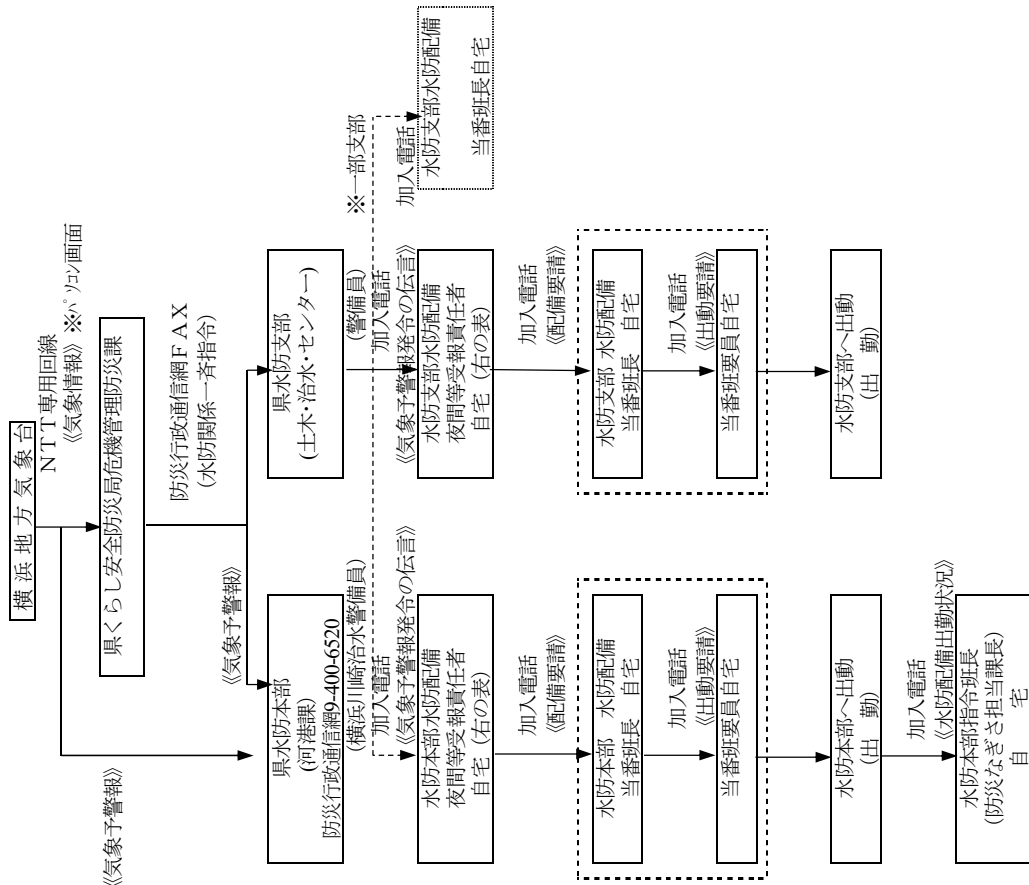 横浜地方気象台
NTT専用回線
《気象情報》※パソコン画面
《気象予警報》
県くらし安全防災局危機管理防災課
防災行政通信網FAX
(水防関係一斉指令)
《気象予警報》
県水防本部
(河港課)
防災行政通信網9-400-6520
(横浜川崎治水警備員)
加入電話
《気象予警報発令の伝言》
水防本部水防配備
夜間等受報責任者
自宅 (右の表)
加入電話
《配備要請》
水防本部 水防配備
当番班長 自宅
加入電話
《出動要請》
当番班要員自宅
水防本部へ出動
(出 勤)
加入電話
《水防配備出勤状況》
水防本部指令班長
(防災なぎさ担当課長)
自 宅
県水防支部
(土木・治水・センター)
(警備員)
加入電話
《気象予警報発令の伝言》
水防支部水防配備
夜間等受報責任者
自宅 (右の表)
加入電話
《配備要請》
水防支部 水防配備
当番班長 自宅
加入電話
《出動要請》
当番班要員自宅
水防支部へ出動
(出 勤)
※一部支部
加入電話
水防支部水防配備
当番班長自宅